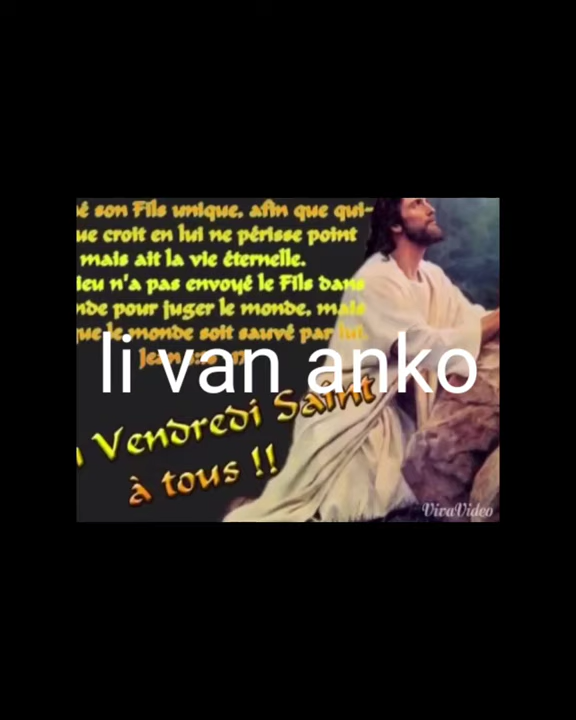 é son Fils unique, afin que qui-
ue croit en lui ne périsse point
mais ait la vie éternelle.
ieu n'a pas envoyé le Fils dans
nde pour juger le monde, mais
que le monde soit sauvé par lui
Jean
li van anko
Vendredi Saint
à tous !!
VivaVideo